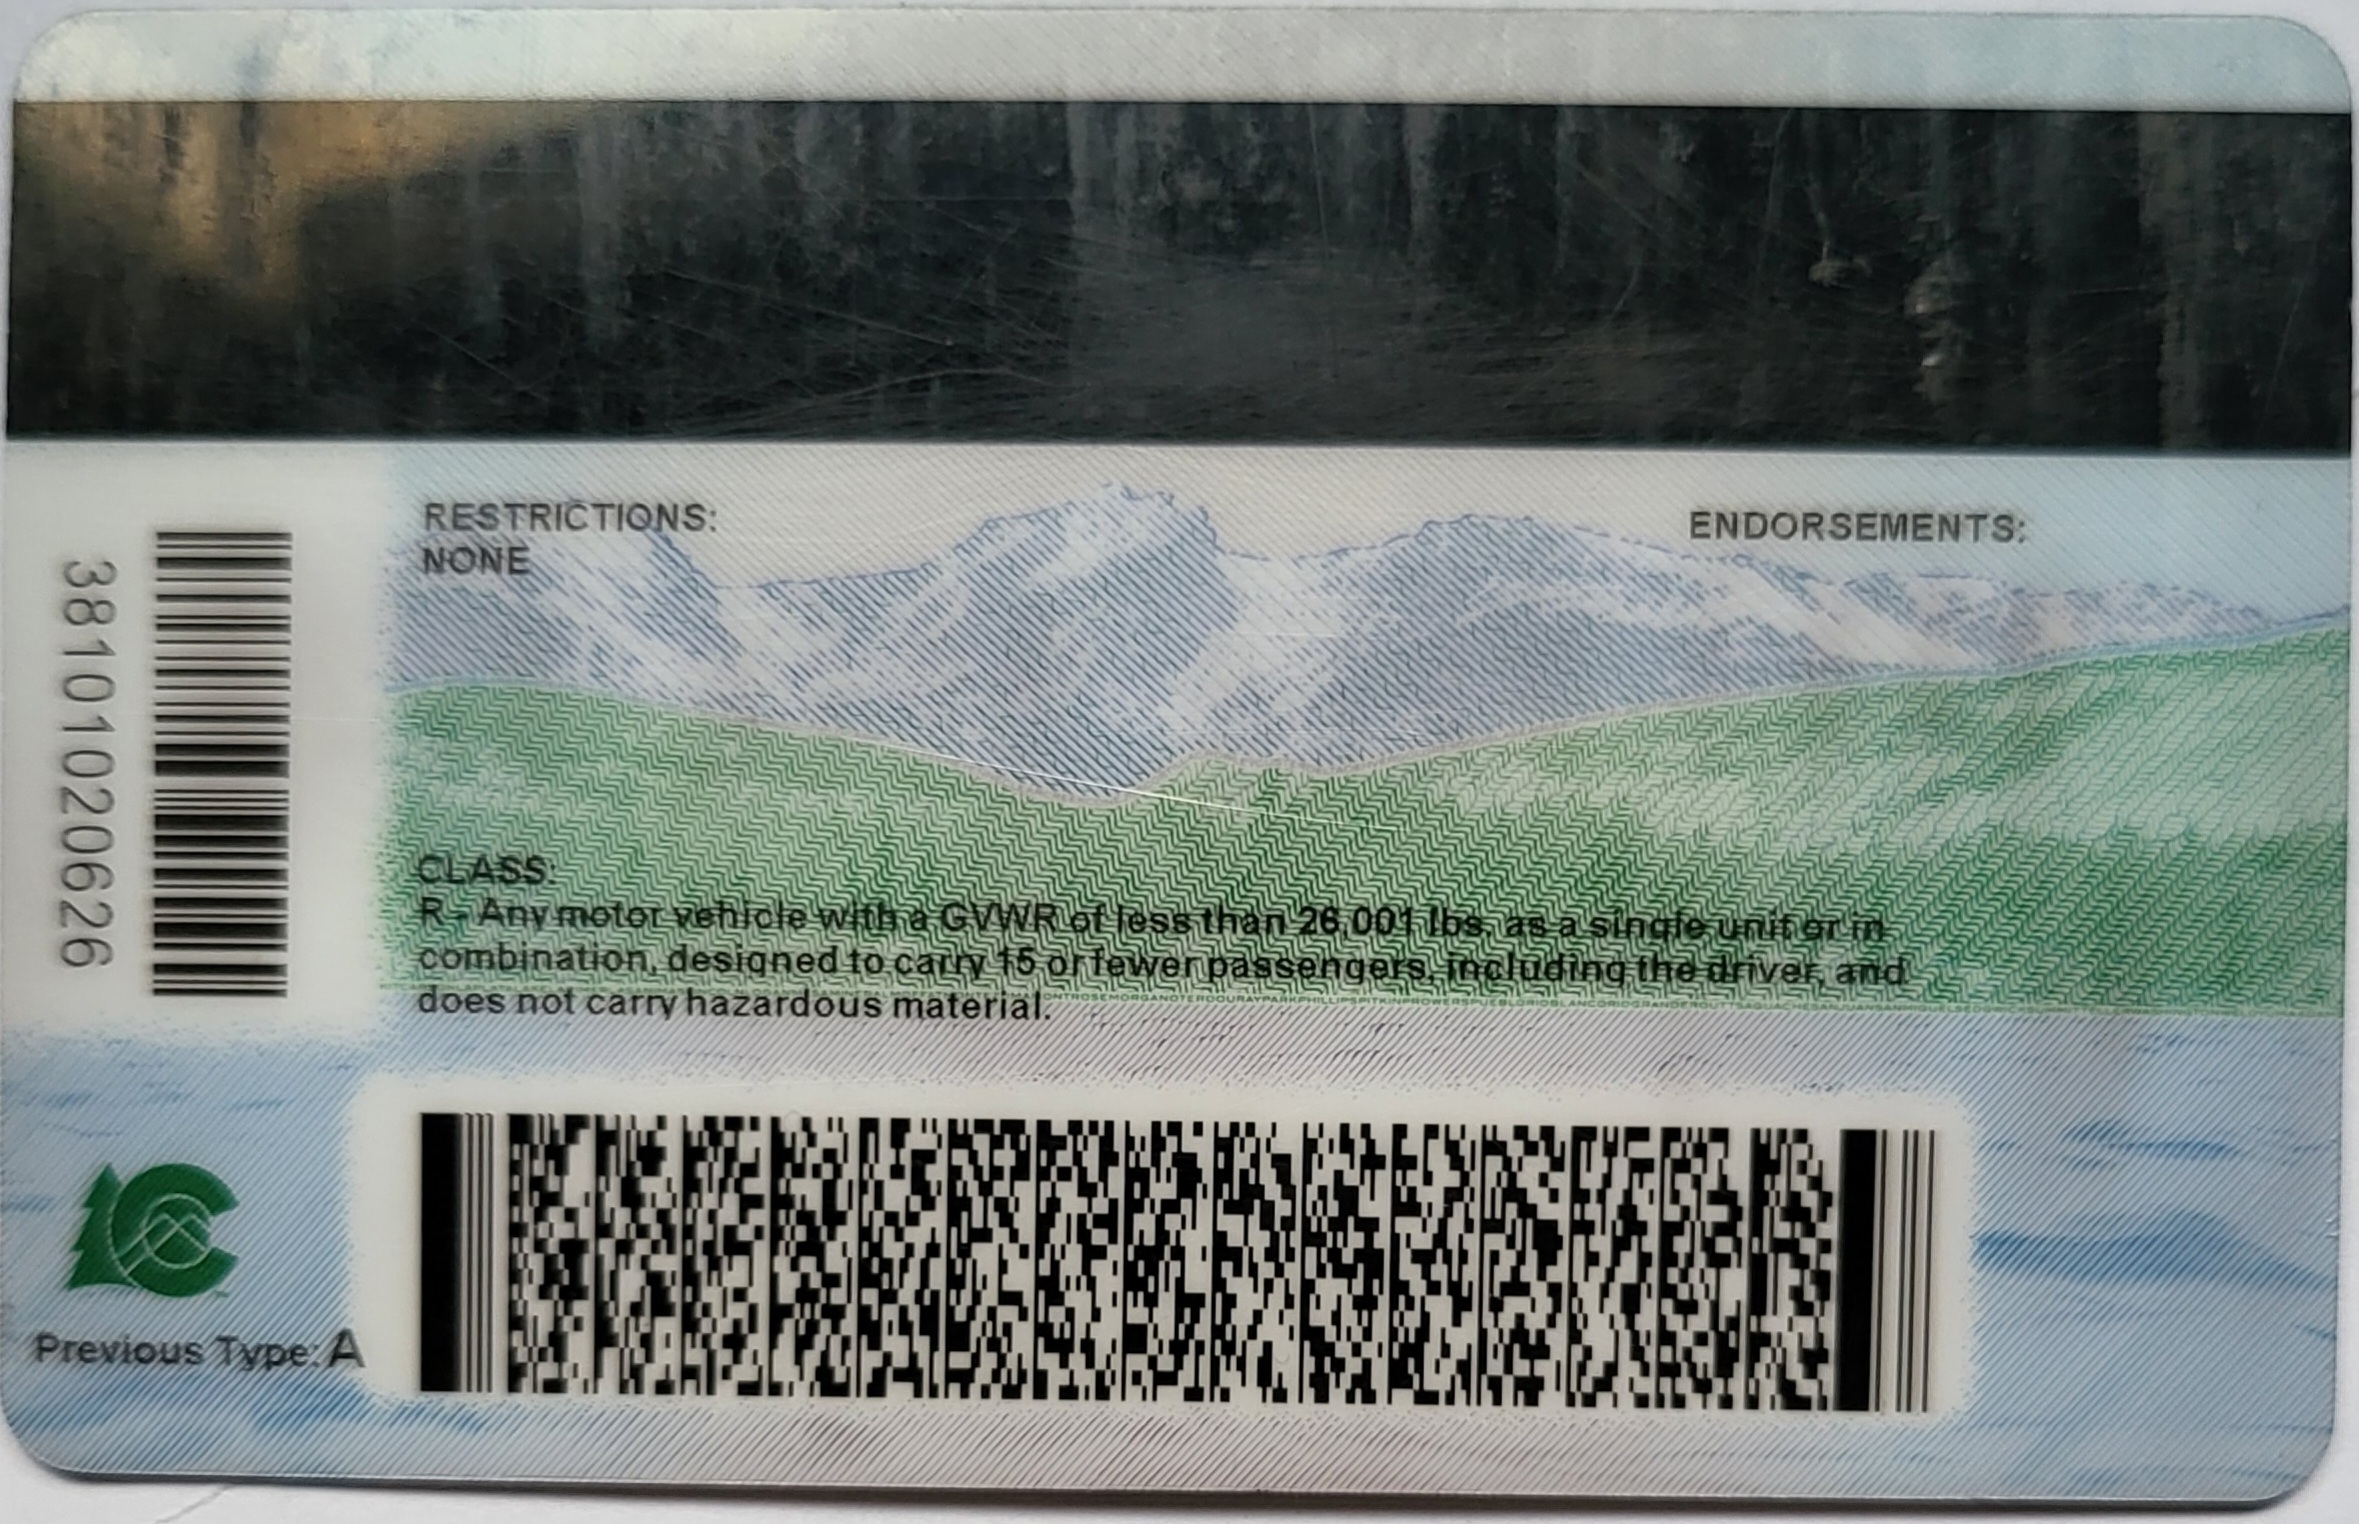 RESTRICTIONS:
NONE
ENDORSEMENTS:
38101020626
CLASS:
R - Any motor vehicle with a GVWR of less than 26,001 lbs. as a single unit or in
combination, designed to carry 15 or fewer passengers, including the driver, and
does not carry hazardous material.
C
Previous Type: A